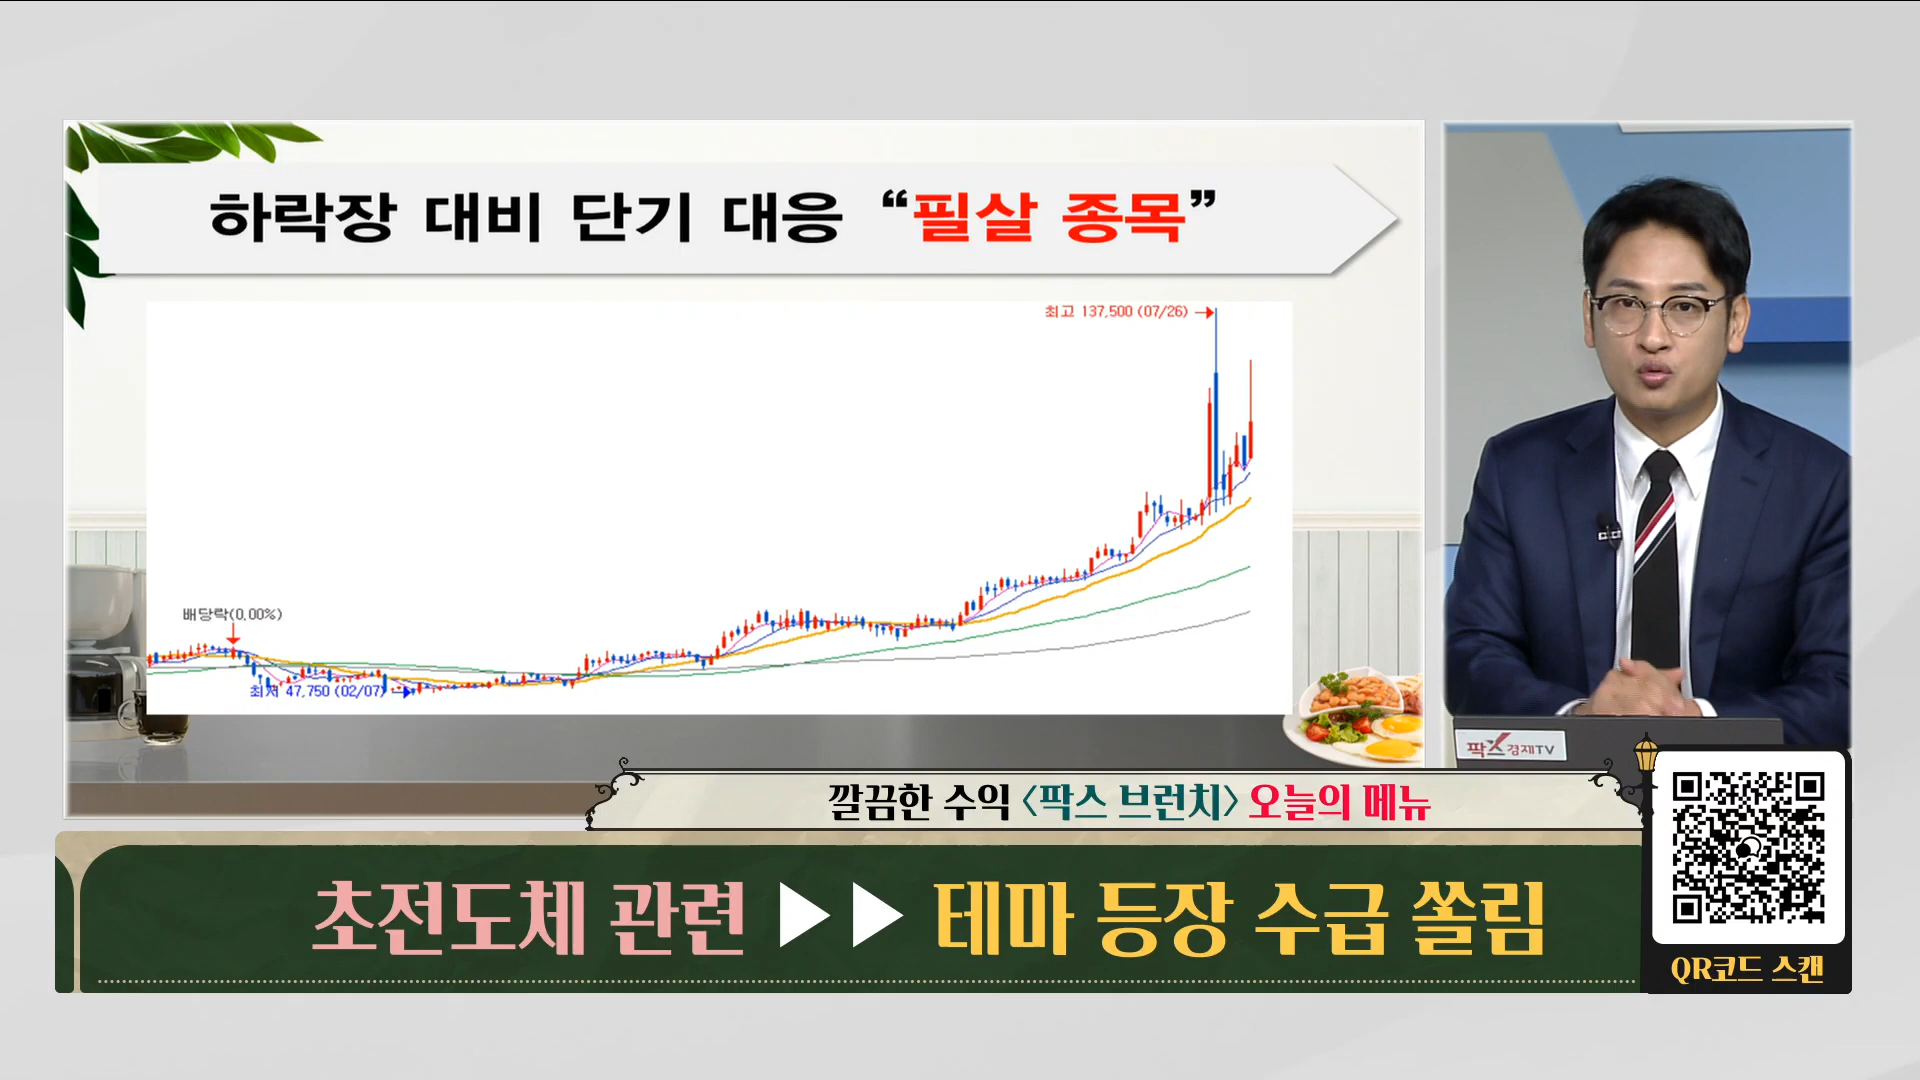 하락장 대비 단기 대응 “필살 종목”
최고 137,500 (07/26)
배당락(0,00%)
최저 47,750 (02/07)
팍스경제TV
깔끔한 수익 <팍스 브런치> 오늘의 메뉴
초전도체 관련 ▶▶ 테마 등장 수급 쏠림
QR코드 스캔